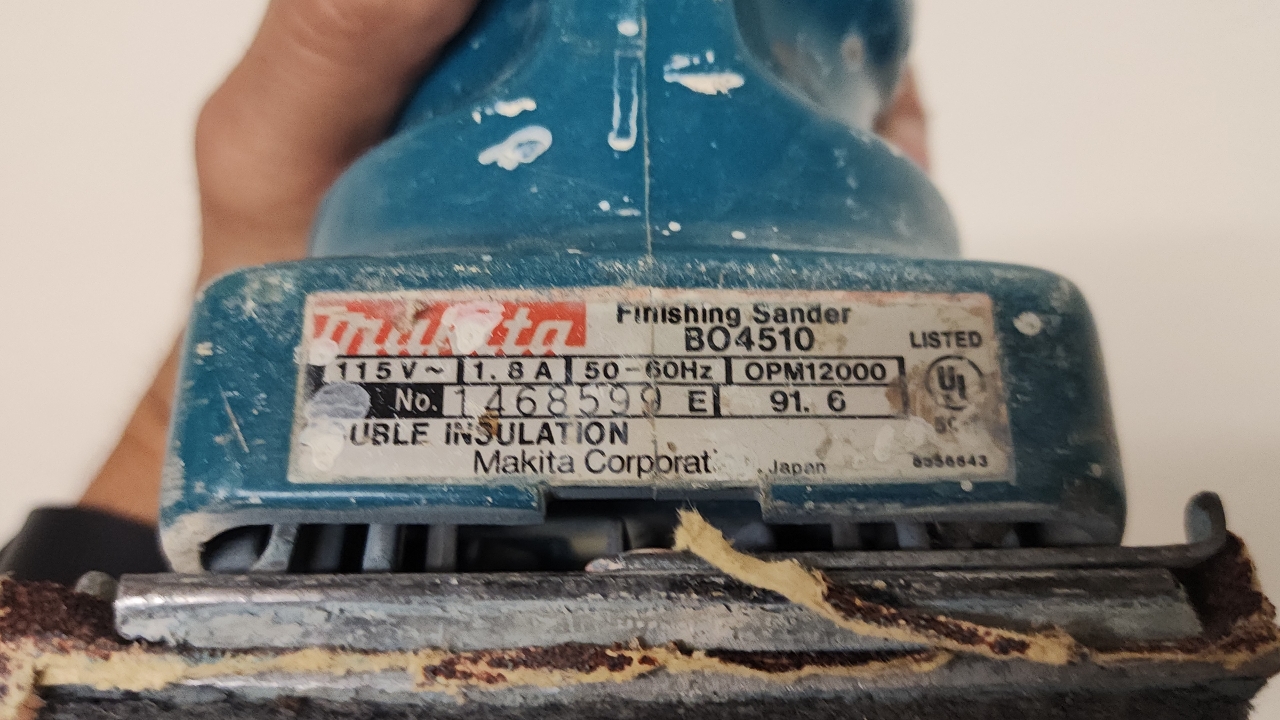 makita
Finishing Sander
BO4510
LISTED
115V~ 1.8A 50-60Hz OPM12000
UL
No. 1468599 E 91. 6
UBLE INSULATION
Makita Corporat Japan